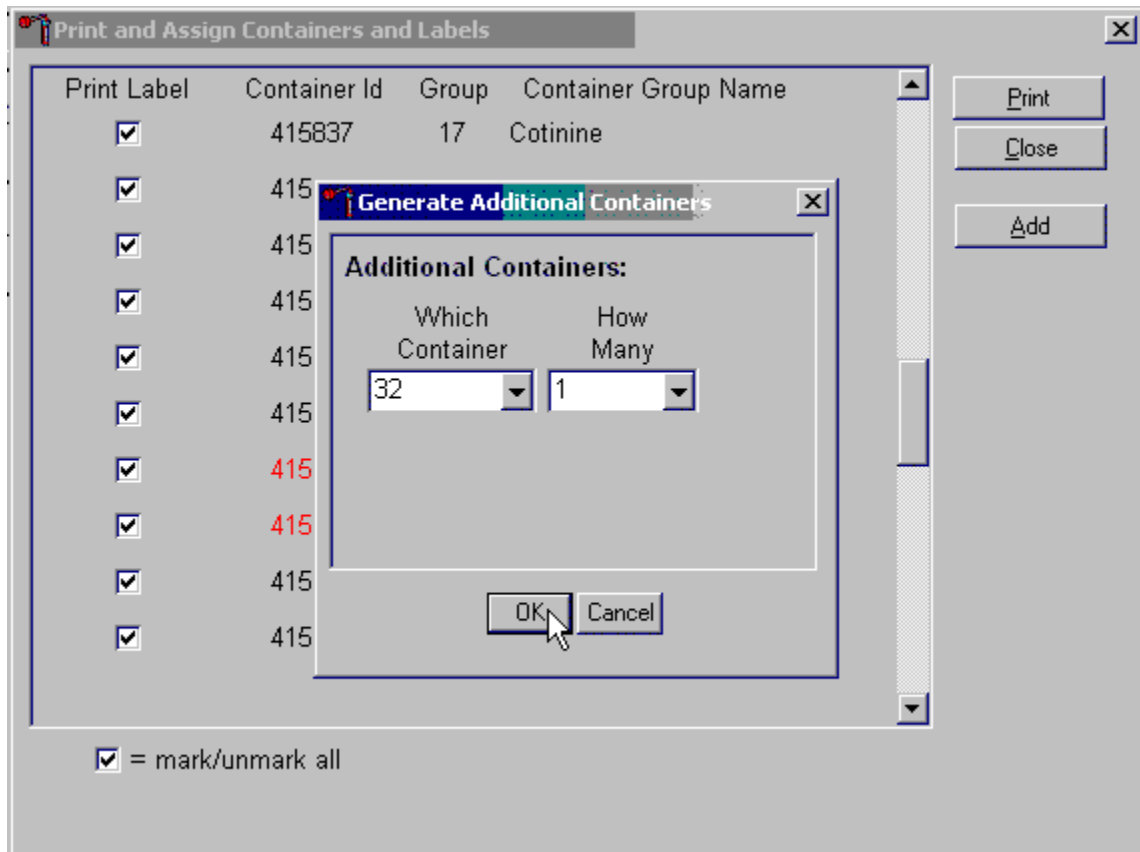 Print and Assign Containers and Labels
Print Label Container Id Group Container Group Name
415837 17 Cotinine
415
415
415
415
415
415
415
415
415
Generate Additional Containers
Additional Containers:
Which Container
How Many
32
1
OK
Cancel
Print
Close
Add
= mark/unmark all